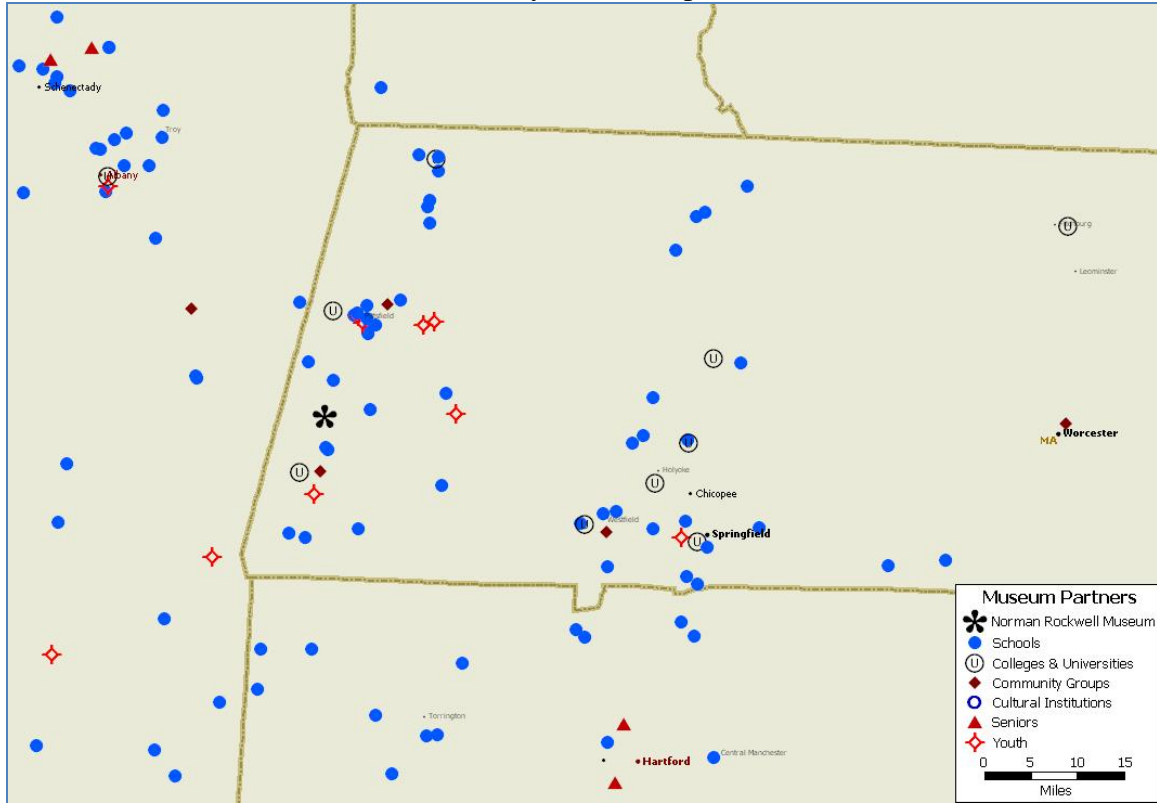 Schenectady
Troy
Albany
Leominster
Holyoke
Chicopee
Westfield
Springfield
MA
Worcester
Torrington
Central Manchester
Hartford
U
U
U
U
U
U
U
U
U
Museum Partners
Norman Rockwell Museum
Schools
U Colleges & Universities
Community Groups
Cultural Institutions
Seniors
Youth
0 5 10 15
Miles